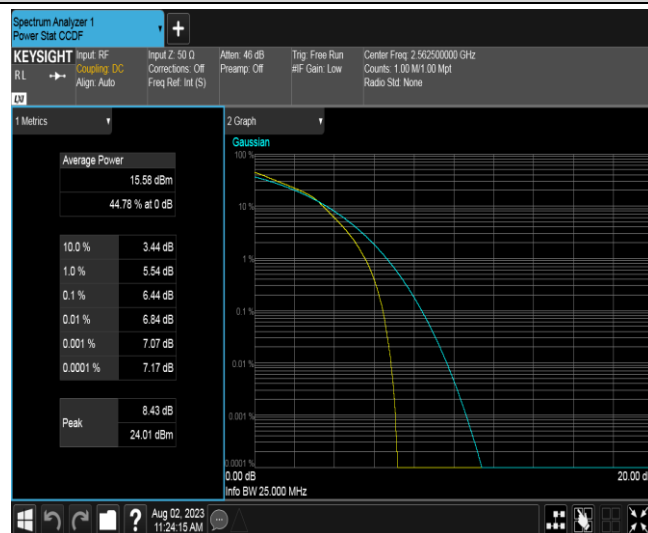 Spectrum Analyzer 1
Power Stat CCDF
KEYSIGHT Input: RF Input Z: 50 Ω Atten: 46 dB Trig: Free Run Center Freq: 2.562500000 GHz
RL Coupling: DC Corrections: Off Preamp: Off #IF Gain: Low Counts: 1.00 M/1.00 Mpt
Align: Auto Freq Ref: Int (S) Radio Std: None
LXI
1 Metrics 2 Graph
Gaussian
Average Power
15.58 dBm
44.78 % at 0 dB
10.0 % 3.44 dB
1.0 % 5.54 dB
0.1 % 6.44 dB
0.01 % 6.84 dB
0.001 % 7.07 dB
0.0001 % 7.17 dB
Peak 8.43 dB
24.01 dBm
100 %
10 %
1 %
0.1 %
0.01 %
0.001 %
0.0001 %
0.00 dB 20.00 d
Info BW 25.000 MHz
? Aug 02, 2023
11:24:15 AM